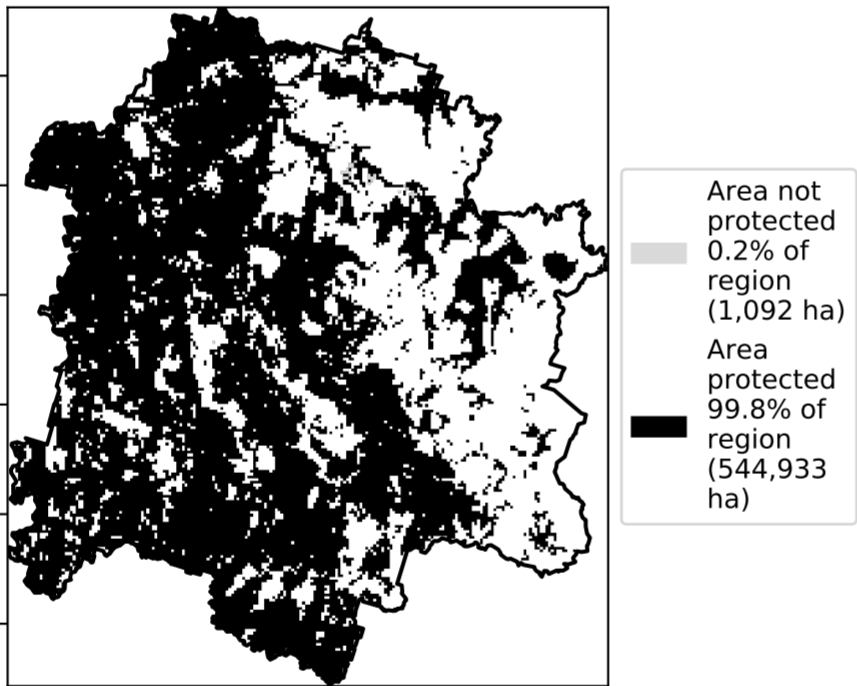 Area not
protected
0.2% of
region
(1,092 ha)
Area
protected
99.8% of
region
(544,933
ha)